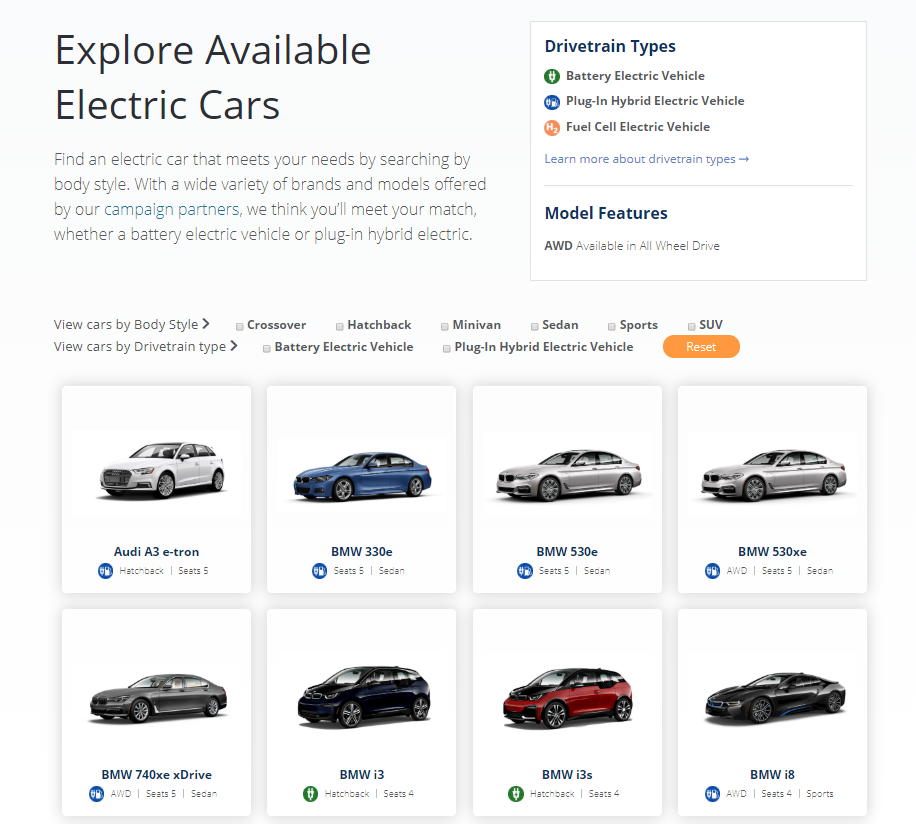 Explore Available
Electric Cars
Find an electric car that meets your needs by searching by
body style. With a wide variety of brands and models offered
by our campaign partners, we think you'll meet your match,
whether a battery electric vehicle or plug-in hybrid electric.
Drivetrain Types
Battery Electric Vehicle
Plug-In Hybrid Electric Vehicle
H2 Fuel Cell Electric Vehicle
Learn more about drivetrain types →
Model Features
AWD Available in All Wheel Drive
View cars by Body Style Crossover Hatchback Minivan Sedan Sports SUV
View cars by Drivetrain type Battery Electric Vehicle Plug-In Hybrid Electric Vehicle Reset
Audi A3 e-tron
Hatchback | Seats 5
BMW 330e
Seats 5 | Sedan
BMW 530e
Seats 5 | Sedan
BMW 530xe
AWD | Seats 5 | Sedan
BMW 740xe xDrive
AWD | Seats 5 | Sedan
BMW i3
Hatchback | Seats 4
BMW i3s
Hatchback | Seats 4
BMW i8
AWD | Seats 4 | Sports